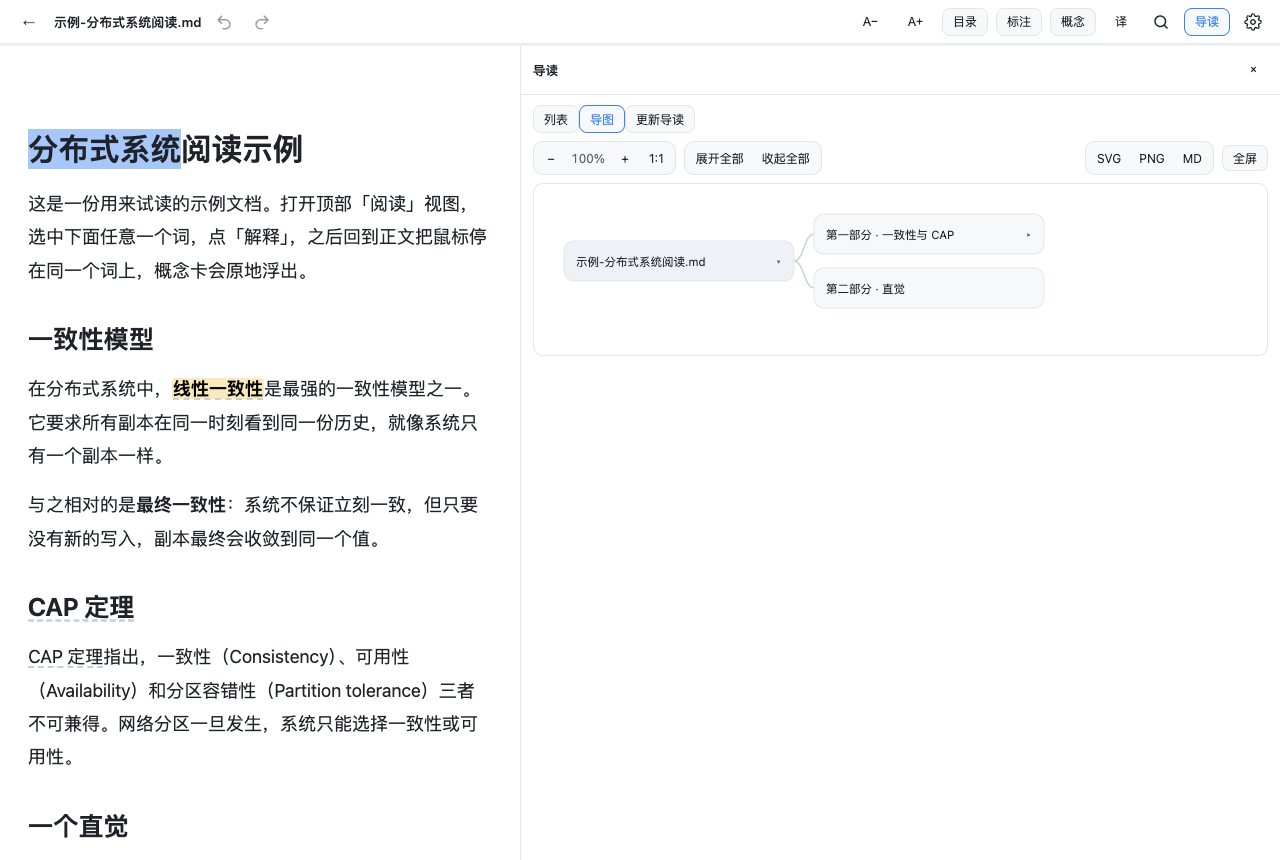 ← 示例-分布式系统阅读.md
A− A+ 目录 标注 概念 译 导读
分布式系统阅读示例
这是一份用来试读的示例文档。打开顶部「阅读」视图，
选中下面任意一个词，点「解释」，之后回到正文把鼠标停
在同一个词上，概念卡会原地浮出。
一致性模型
在分布式系统中，线性一致性是最强的一致性模型之一。
它要求所有副本在同一时刻看到同一份历史，就像系统只
有一个副本一样。
与之相对的是最终一致性：系统不保证立刻一致，但只要
没有新的写入，副本最终会收敛到同一个值。
CAP 定理
CAP 定理指出，一致性（Consistency）、可用性
（Availability）和分区容错性（Partition tolerance）三者
不可兼得。网络分区一旦发生，系统只能选择一致性或可
用性。
一个直觉
导读 ×
列表 导图 更新导读
− 100% + 1:1 展开全部 收起全部 SVG PNG MD 全屏
示例-分布式系统阅读.md ▾
第一部分 · 一致性与 CAP ▸
第二部分 · 直觉